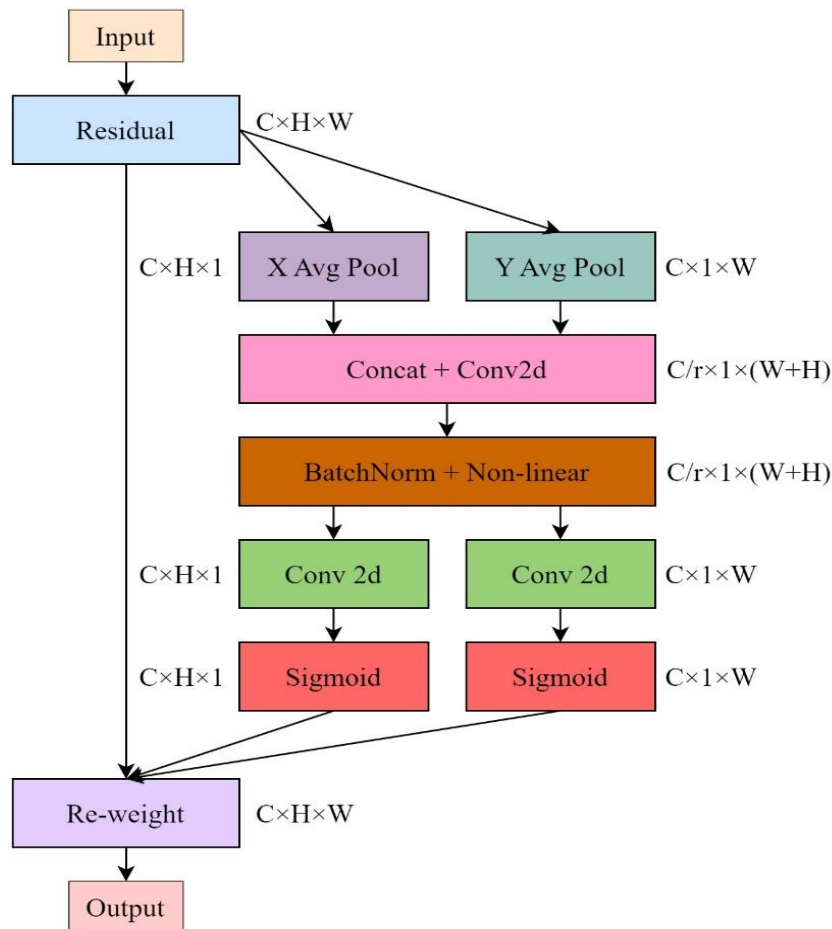 Input
Residual
C×H×W
C×H×1
X Avg Pool
Y Avg Pool
C×1×W
Concat + Conv2d
C/r×1×(W+H)
BatchNorm + Non-linear
C/r×1×(W+H)
C×H×1
Conv 2d
Conv 2d
C×1×W
C×H×1
Sigmoid
Sigmoid
C×1×W
Re-weight
C×H×W
Output